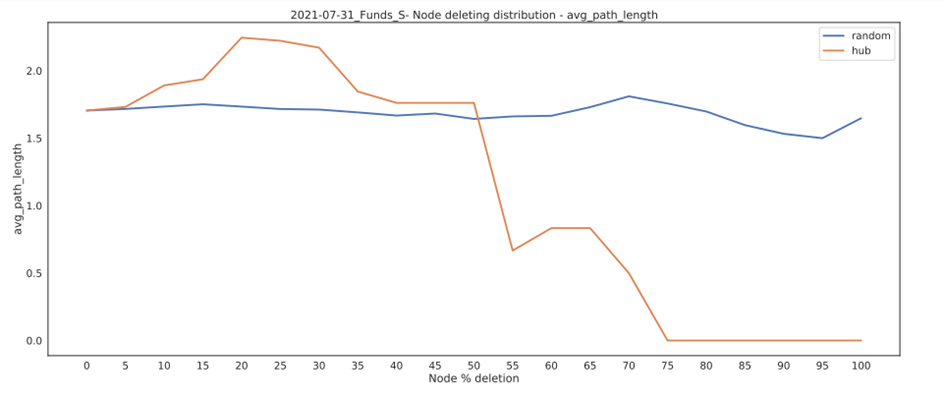 2021-07-31_Funds_S- Node deleting distribution - avg_path_length
random
hub
avg_path_length
2.0
1.5
1.0
0.5
0.0
0 5 10 15 20 25 30 35 40 45 50 55 60 65 70 75 80 85 90 95 100
Node % deletion